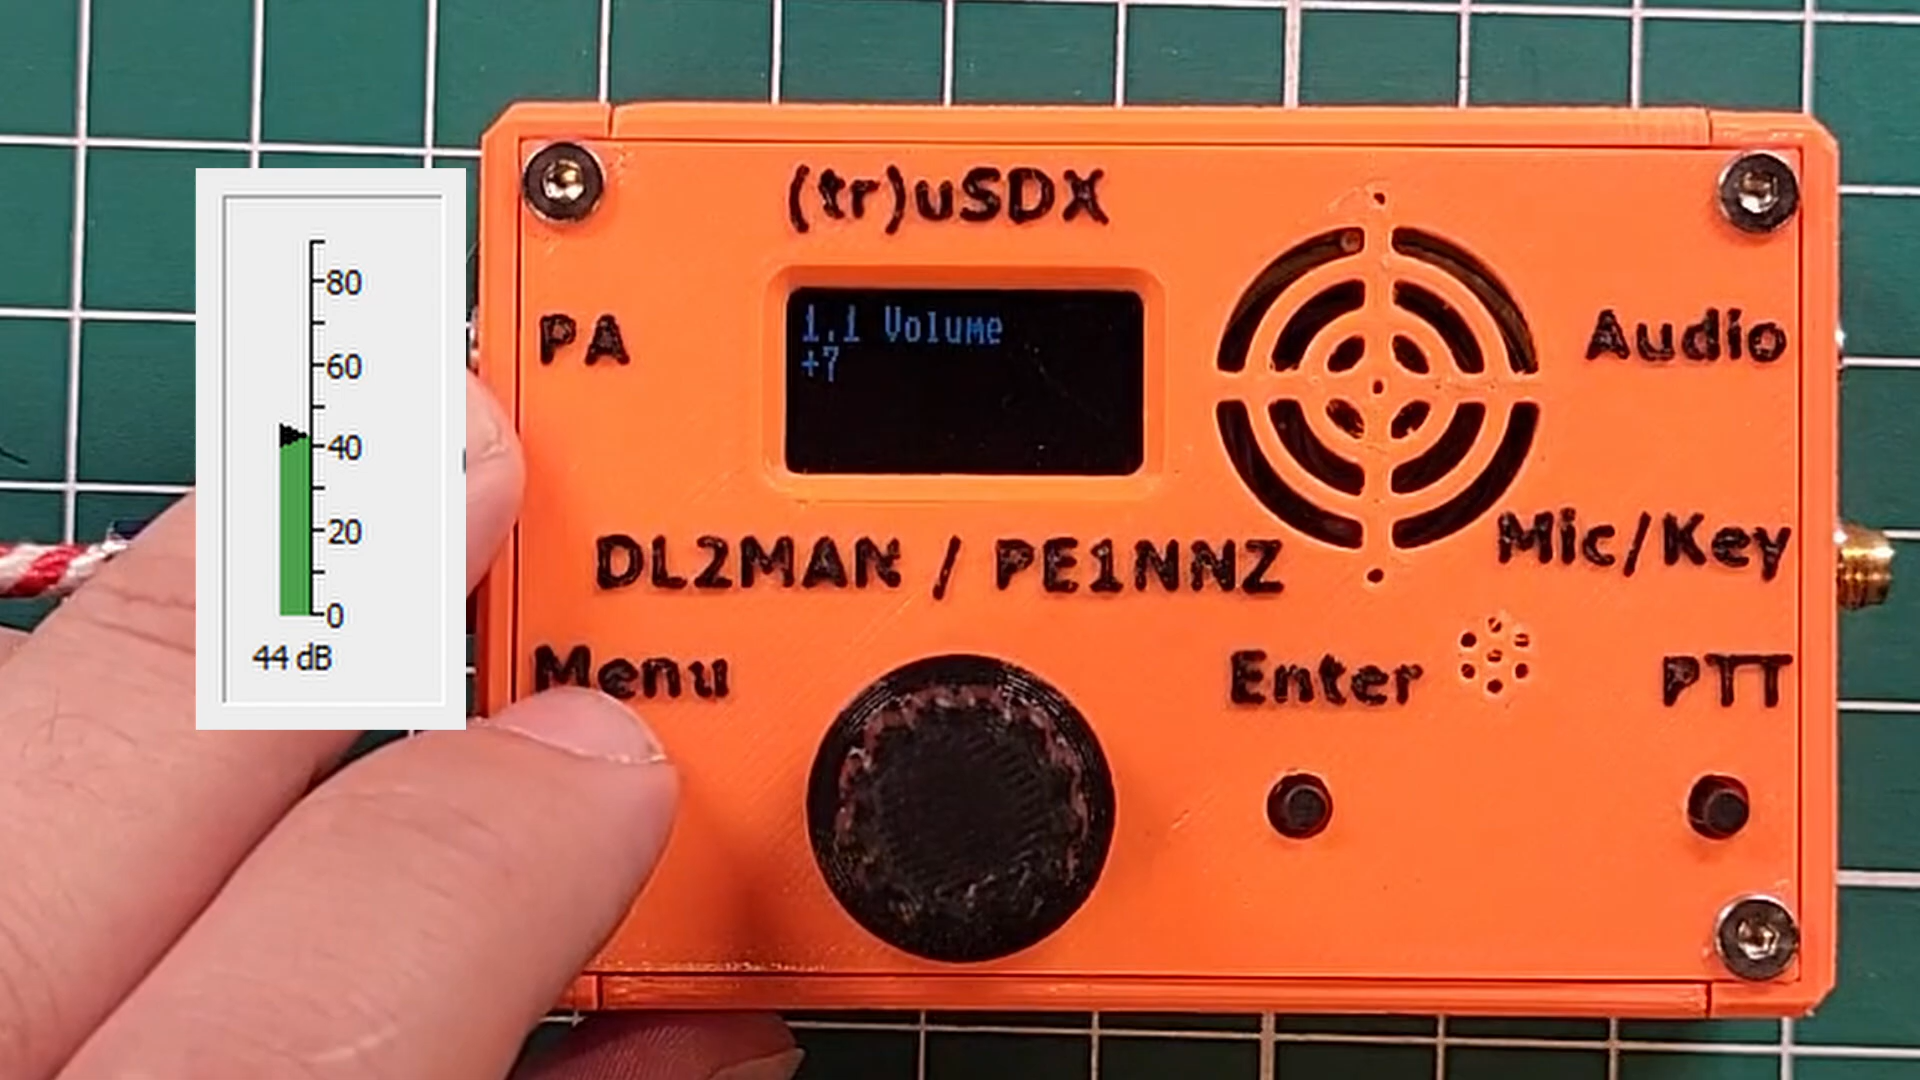 (tr)uSDX
1.1 Volume
+7
PA
Audio
DL2MAN / PE1NNZ
Mic/Key
Menu
Enter
PTT
80
60
40
20
0
44 dB